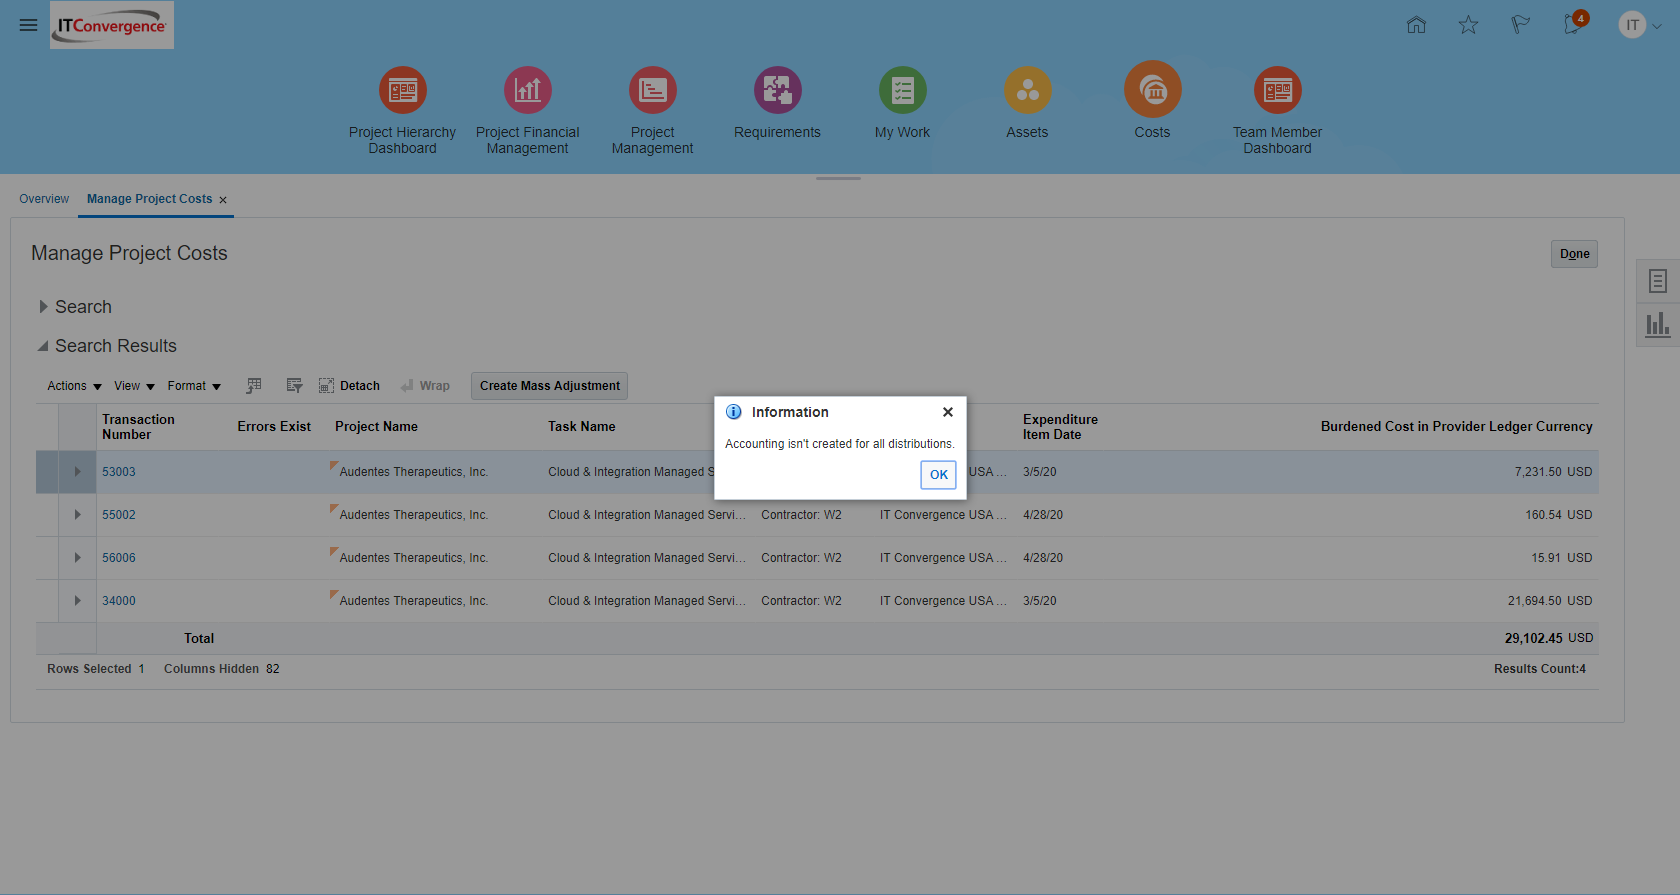 ITConvergence
4
IT
Project Hierarchy
Dashboard
Project Financial
Management
Project
Management
Requirements
My Work
Assets
Costs
Team Member
Dashboard
Overview
Manage Project Costs
Manage Project Costs
Done
Search
Search Results
Actions View Format Detach Wrap Create Mass Adjustment
Transaction
Number
Errors Exist
Project Name
Task Name
Expenditure
Item Date
Burdened Cost in Provider Ledger Currency
53003 Audentes Therapeutics, Inc. Cloud & Integration Managed S USA ... 3/5/20 7,231.50 USD
55002 Audentes Therapeutics, Inc. Cloud & Integration Managed Servi... Contractor: W2 IT Convergence USA ... 4/28/20 160.54 USD
56006 Audentes Therapeutics, Inc. Cloud & Integration Managed Servi... Contractor: W2 IT Convergence USA ... 4/28/20 15.91 USD
34000 Audentes Therapeutics, Inc. Cloud & Integration Managed Servi... Contractor: W2 IT Convergence USA ... 3/5/20 21,694.50 USD
Total 29,102.45 USD
Rows Selected 1 Columns Hidden 82 Results Count:4
Information
Accounting isn't created for all distributions.
OK